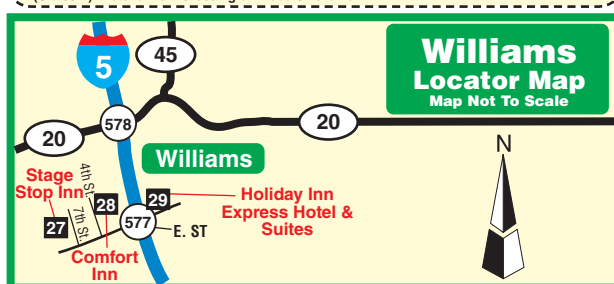 Williams
Locator Map
Map Not To Scale
5
45
20
578
20
N
Williams
Stage
Stop Inn
27
4th St.
7th St.
28
Comfort
Inn
29
Holiday Inn
Express Hotel &
Suites
577
E. ST